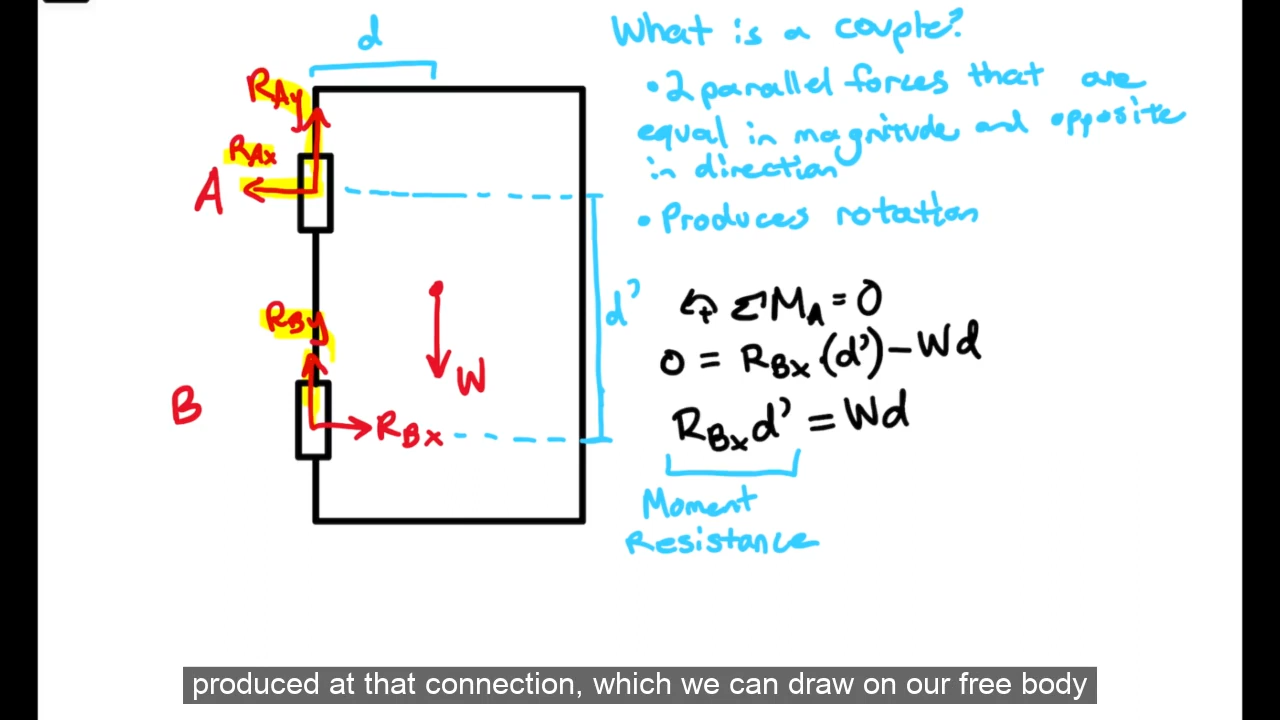 d
What is a couple?
• 2 parallel forces that are
equal in magnitude and opposite
in direction
• Produces rotation
RAy
RAx
A
d'
↶+ ΣMA = 0
0 = RBx (d') - Wd
RBx d' = Wd
Moment
Resistance
RBy
W
B
RBx
produced at that connection, which we can draw on our free body